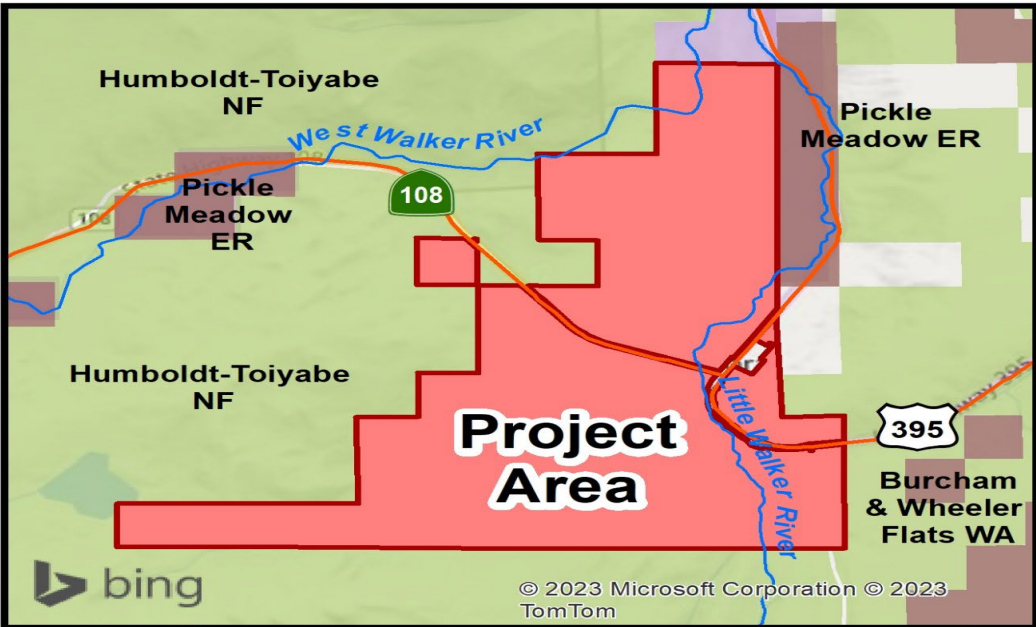 Humboldt-Toiyabe
NF
West Walker River
Pickle
Meadow ER
Pickle
Meadow
ER
108
108
Humboldt-Toiyabe
NF
Project
Area
Little Walker River
395
Burcham
& Wheeler
Flats WA
bing
© 2023 Microsoft Corporation © 2023
TomTom